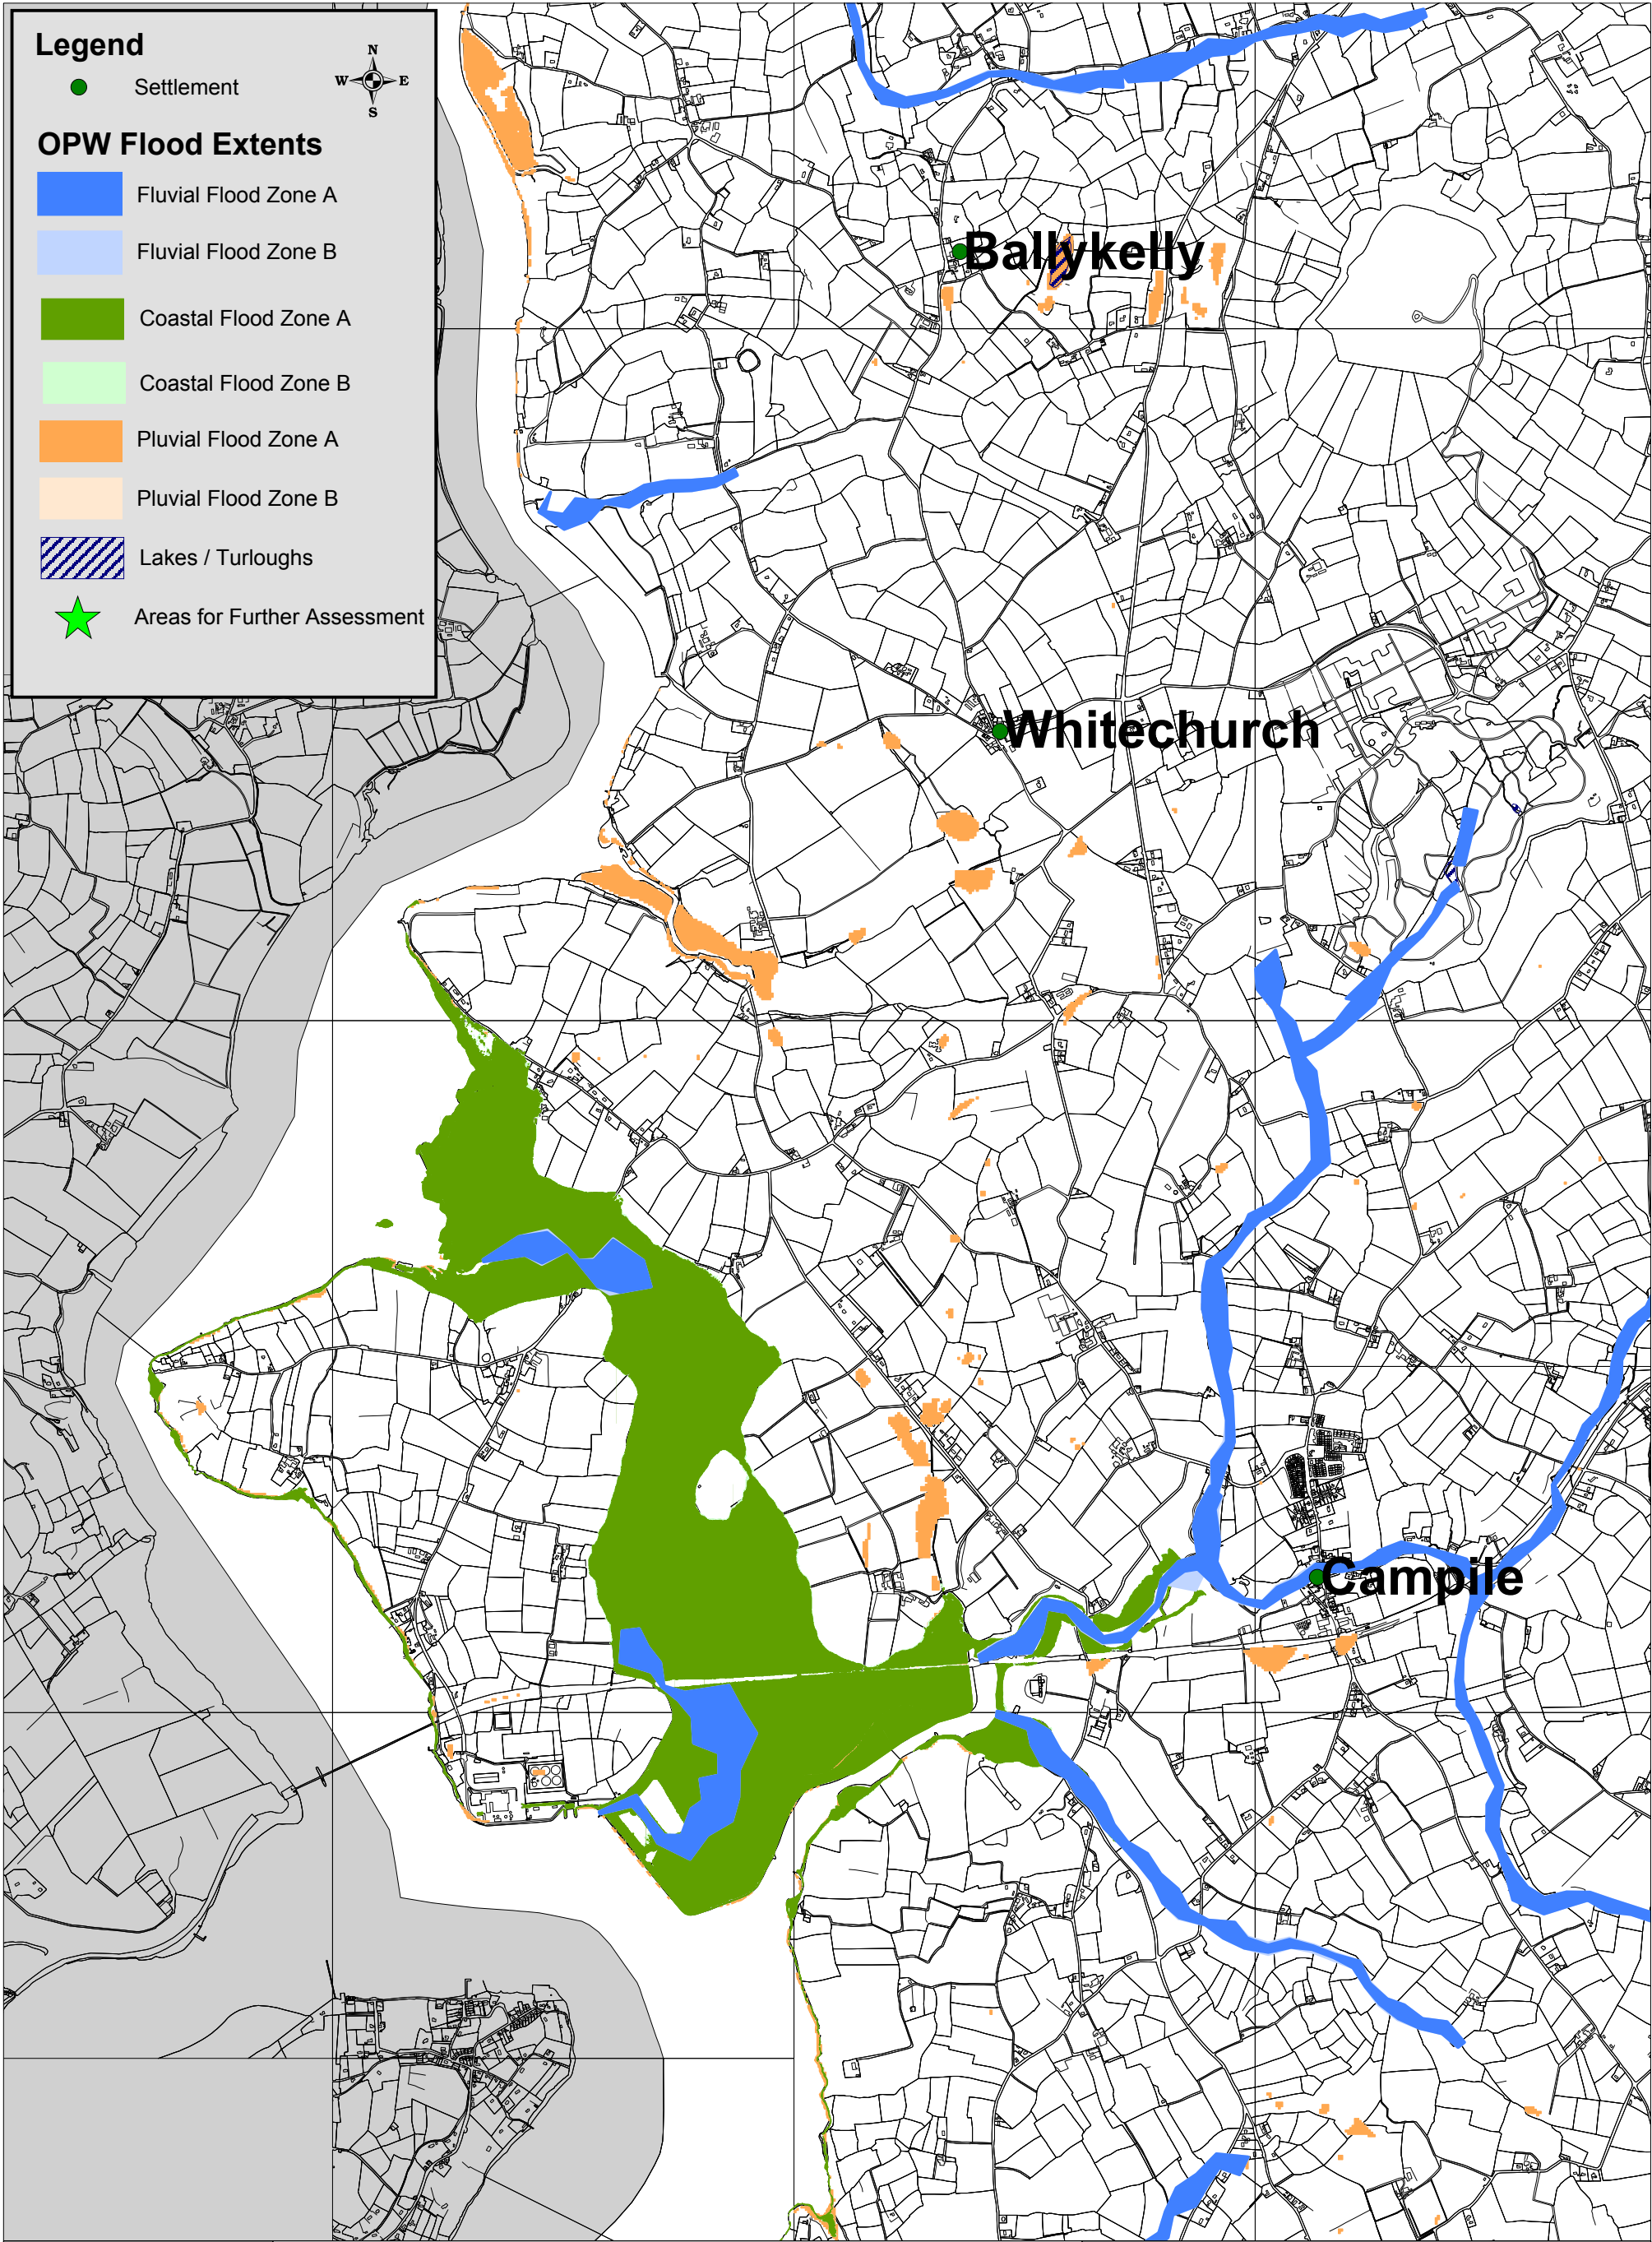 Legend
N
W E
S
Settlement
OPW Flood Extents
Fluvial Flood Zone A
Fluvial Flood Zone B
Coastal Flood Zone A
Coastal Flood Zone B
Pluvial Flood Zone A
Pluvial Flood Zone B
Lakes / Turloughs
Areas for Further Assessment
Ballykelly
Whitechurch
Campile